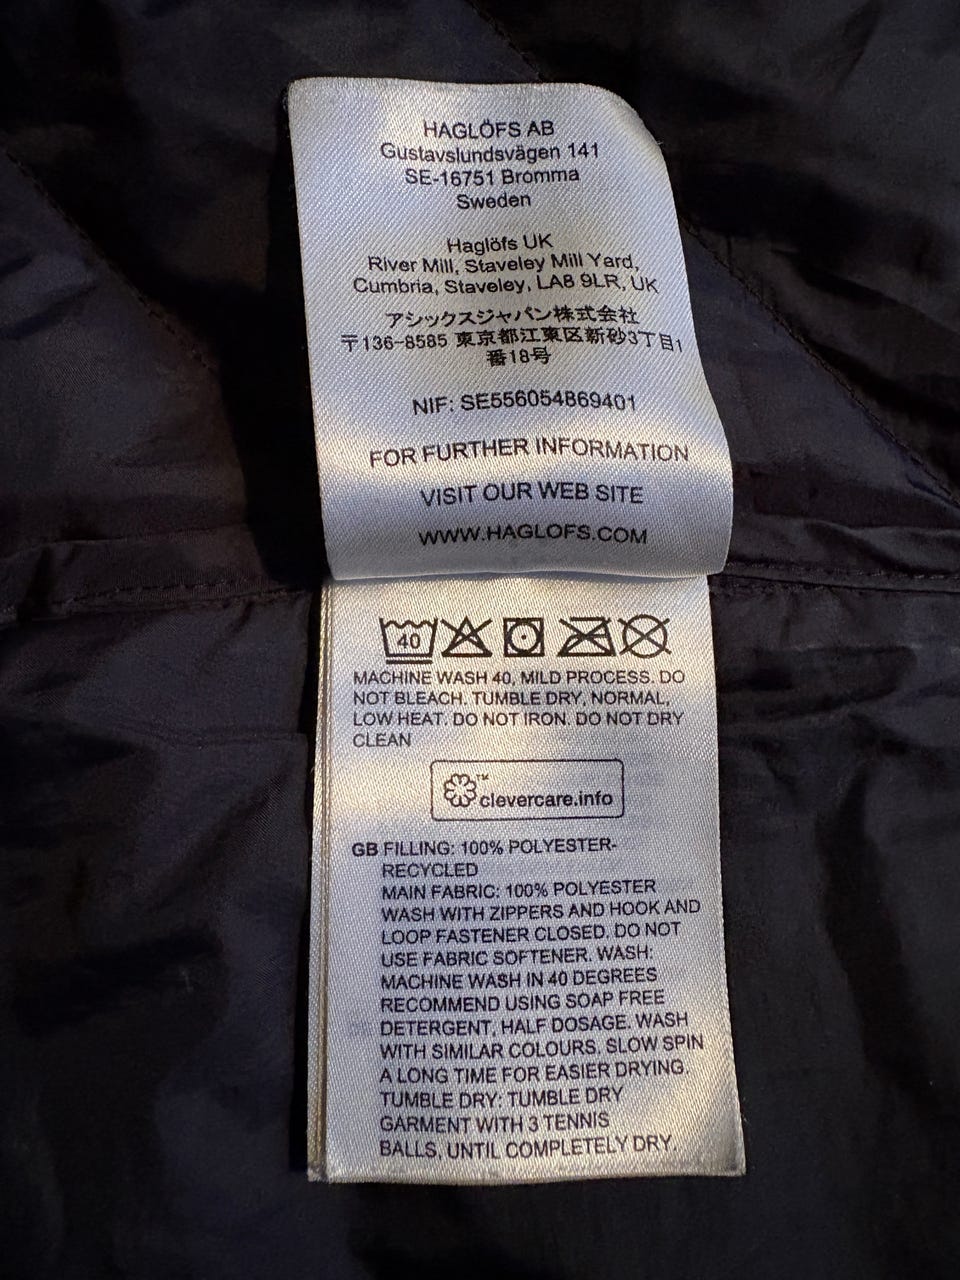 HAGLÖFS AB
Gustavslundsvägen 141
SE-16751 Bromma
Sweden
Haglöfs UK
River Mill, Staveley Mill Yard,
Cumbria, Staveley, LA8 9LR, UK
アシックスジャパン株式会社
〒136-8585 東京都江東区新砂3丁目1
番18号
NIF: SE556054869401
FOR FURTHER INFORMATION
VISIT OUR WEB SITE
WWW.HAGLOFS.COM
40
MACHINE WASH 40, MILD PROCESS. DO
NOT BLEACH. TUMBLE DRY, NORMAL,
LOW HEAT. DO NOT IRON. DO NOT DRY
CLEAN
™
clevercare.info
GB FILLING: 100% POLYESTER-
RECYCLED
MAIN FABRIC: 100% POLYESTER
WASH WITH ZIPPERS AND HOOK AND
LOOP FASTENER CLOSED. DO NOT
USE FABRIC SOFTENER. WASH:
MACHINE WASH IN 40 DEGREES
RECOMMEND USING SOAP FREE
DETERGENT, HALF DOSAGE. WASH
WITH SIMILAR COLOURS. SLOW SPIN
A LONG TIME FOR EASIER DRYING.
TUMBLE DRY: TUMBLE DRY
GARMENT WITH 3 TENNIS
BALLS, UNTIL COMPLETELY DRY.